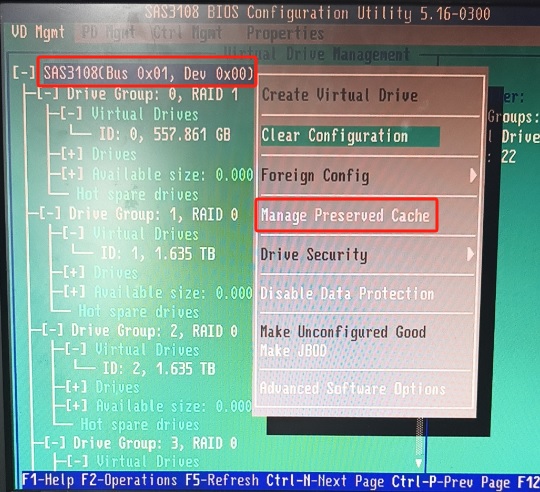 SAS3108 BIOS Configuration Utility 5.16-0300
VD Mgmt PD Mgmt Ctrl Mgmt Properties
Virtual Drive Management
[-] SAS3108(Bus 0x01, Dev 0x00)
[-] Drive Group: 0, RAID 1
[-] Virtual Drives
ID: 0, 557.861 GB
[+] Drives
[+] Available size: 0.000
Hot spare drives
[-] Drive Group: 1, RAID 0
[-] Virtual Drives
ID: 1, 1.635 TB
[+] Drives
[+] Available size: 0.000
Hot spare drives
[-] Drive Group: 2, RAID 0
[-] Virtual Drives
ID: 2, 1.635 TB
[+] Drives
[+] Available size: 0.000
Hot spare drives
[-] Drive Group: 3, RAID 0
[-] Virtual Drives
Create Virtual Drive
Clear Configuration
Foreign Config
Manage Preserved Cache
Drive Security
Disable Data Protection
Make Unconfigured Good
Make JBOD
Advanced Software Options
er:
Groups:
l Drive
: 22
F1-Help F2-Operations F5-Refresh Ctrl-N-Next Page Ctrl-P-Prev Page F12